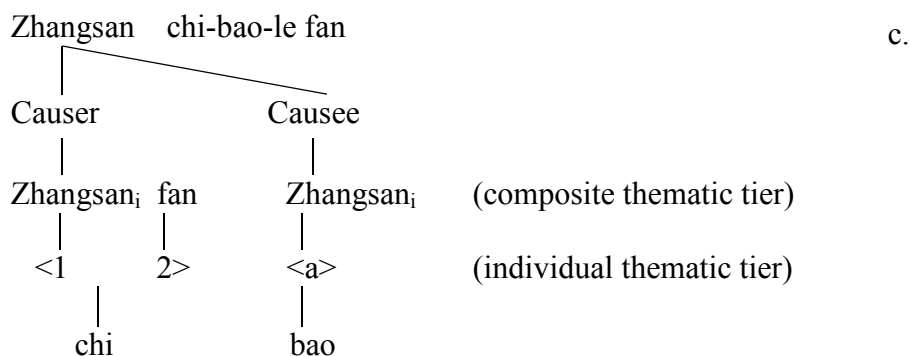 Zhangsan chi-bao-le fan c.
Causer Causee
Zhangsanᵢ fan Zhangsanᵢ (composite thematic tier)
<1 2> <a> (individual thematic tier)
chi bao